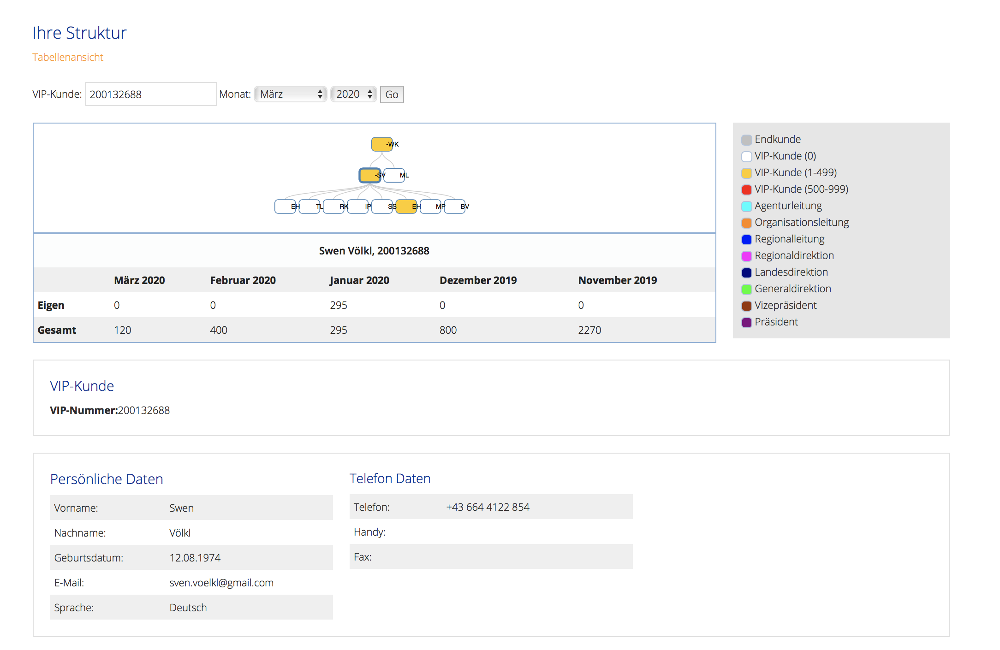 Ihre Struktur
Tabellenansicht
VIP-Kunde: 200132688 Monat: März 2020 Go
-WK
-SV ML
EH TL RK IP SS EH MP BV
Swen Völkl, 200132688
März 2020 Februar 2020 Januar 2020 Dezember 2019 November 2019
Eigen 0 0 295 0 0
Gesamt 120 400 295 800 2270
Endkunde
VIP-Kunde (0)
VIP-Kunde (1-499)
VIP-Kunde (500-999)
Agenturleitung
Organisationsleitung
Regionalleitung
Regionaldirektion
Landesdirektion
Generaldirektion
Vizepräsident
Präsident
VIP-Kunde
VIP-Nummer:200132688
Persönliche Daten
Vorname: Swen
Nachname: Völkl
Geburtsdatum: 12.08.1974
E-Mail: sven.voelkl@gmail.com
Sprache: Deutsch
Telefon Daten
Telefon: +43 664 4122 854
Handy:
Fax: